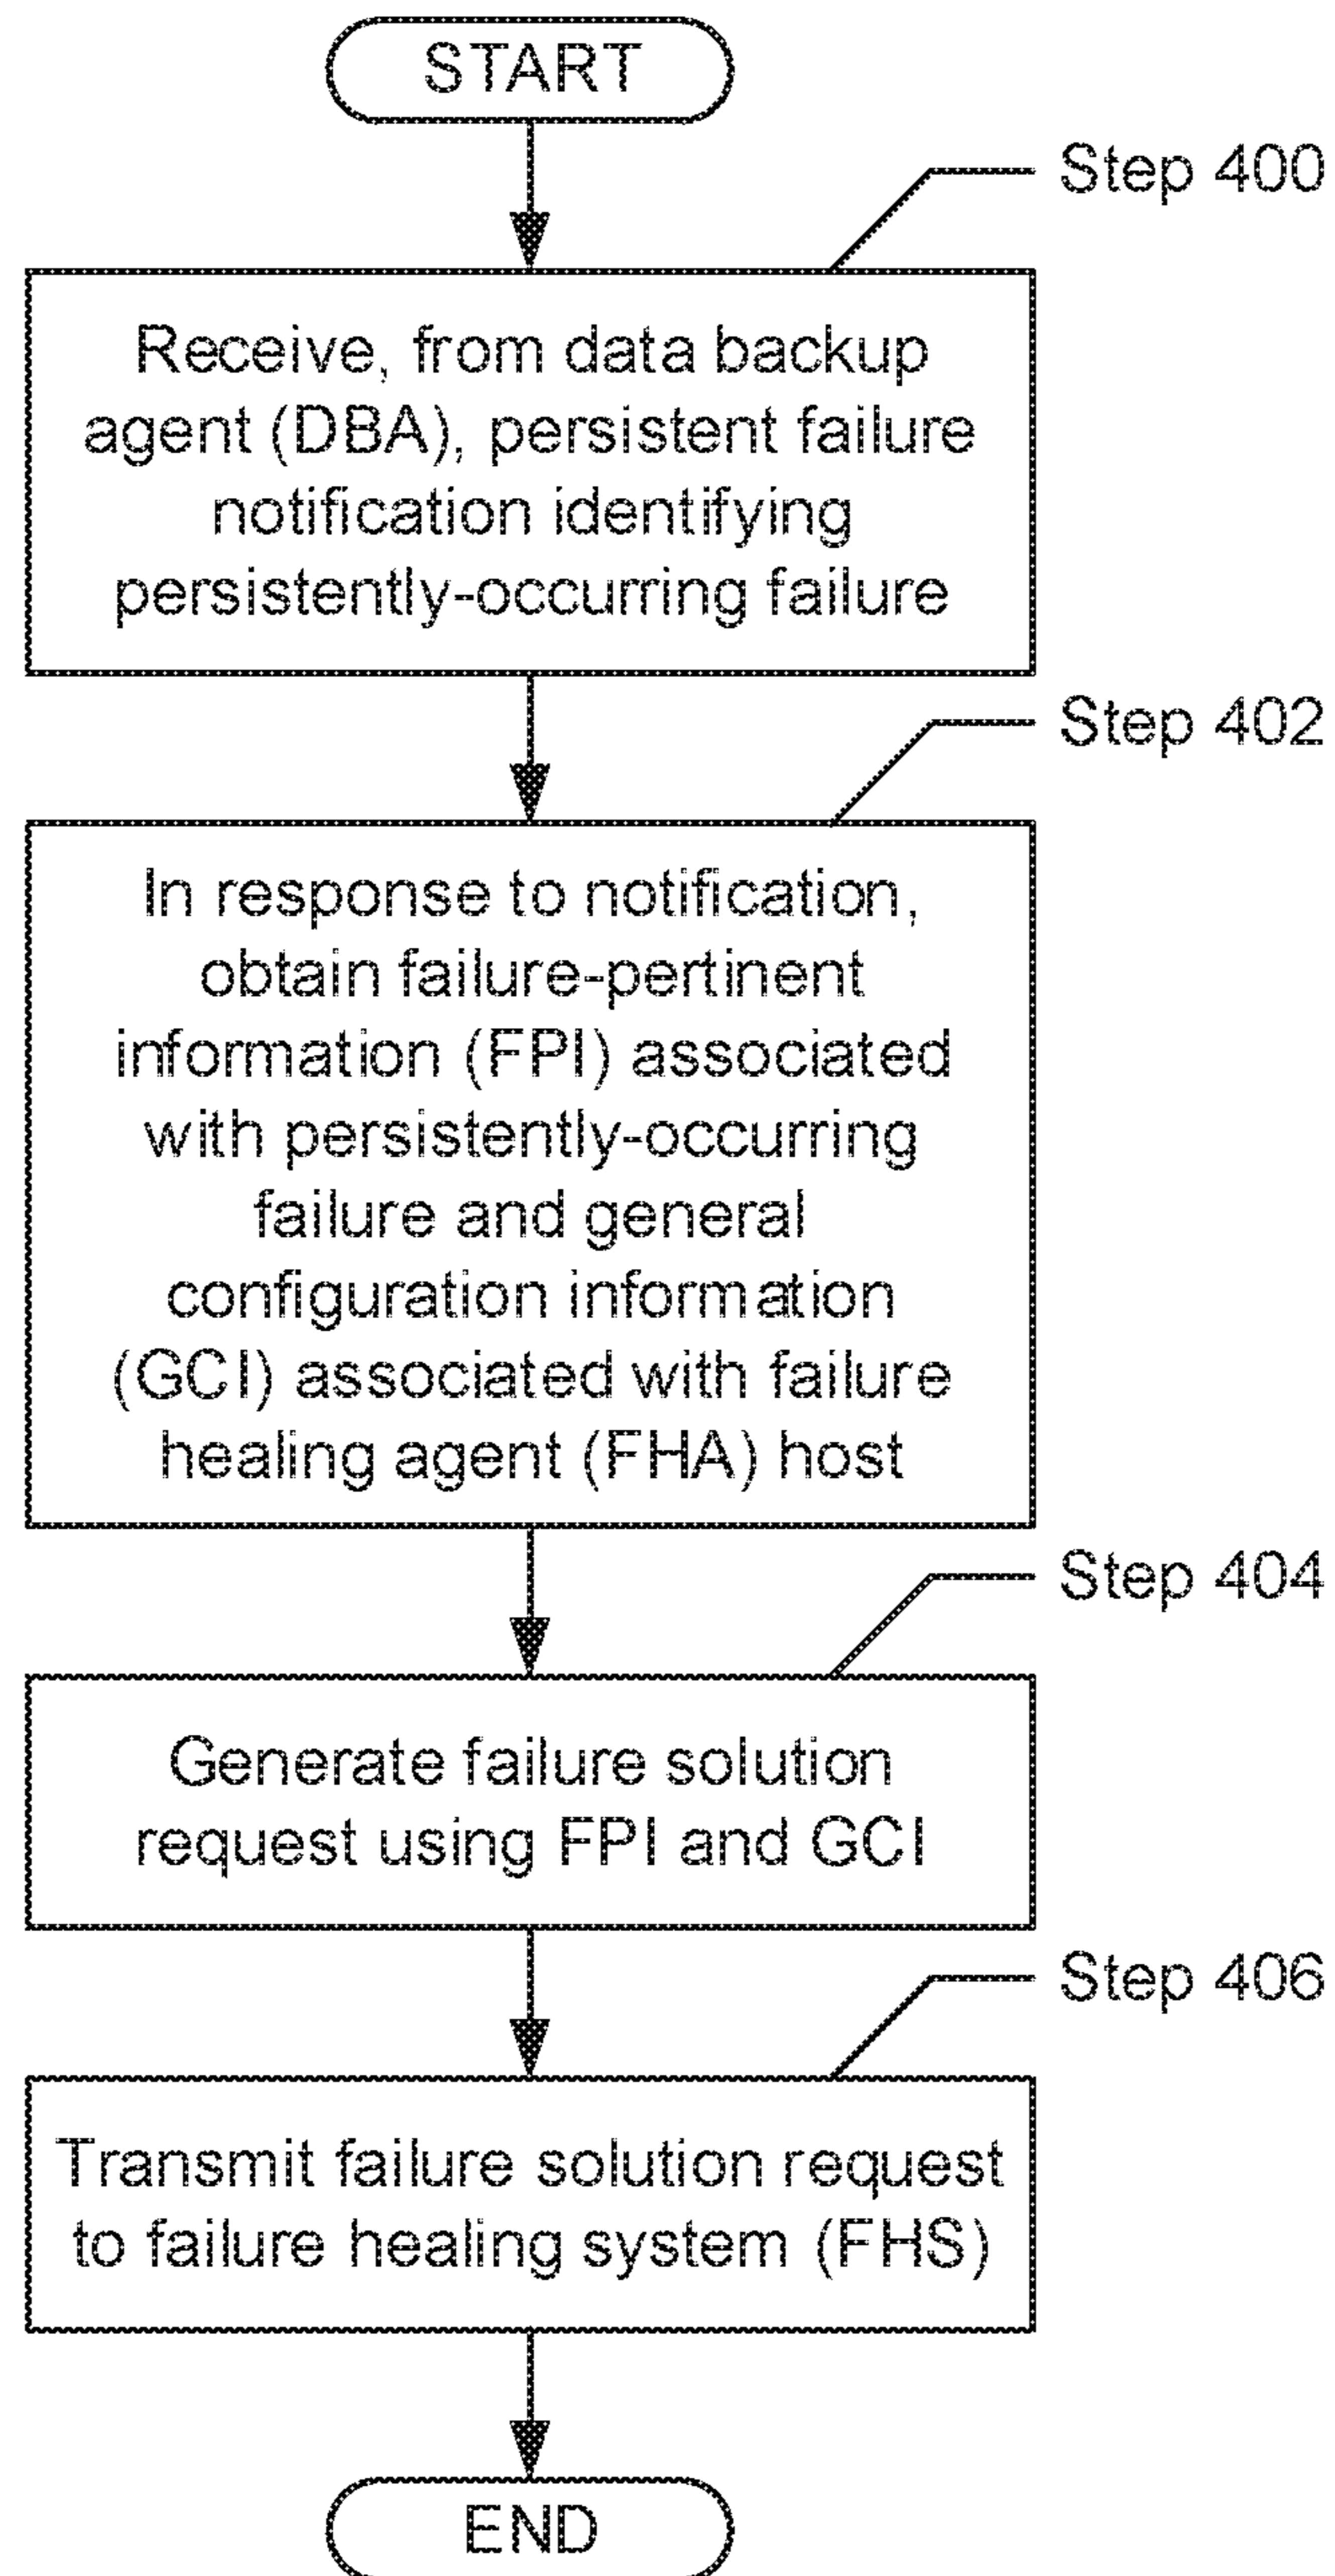 START
Step 400
Receive, from data backup
agent (DBA), persistent failure
notification identifying
persistently-occurring failure
Step 402
In response to notification,
obtain failure-pertinent
information (FPI) associated
with persistently-occurring
failure and general
configuration information
(GCI) associated with failure
healing agent (FHA) host
Step 404
Generate failure solution
request using FPI and GCI
Step 406
Transmit failure solution request
to failure healing system (FHS)
END